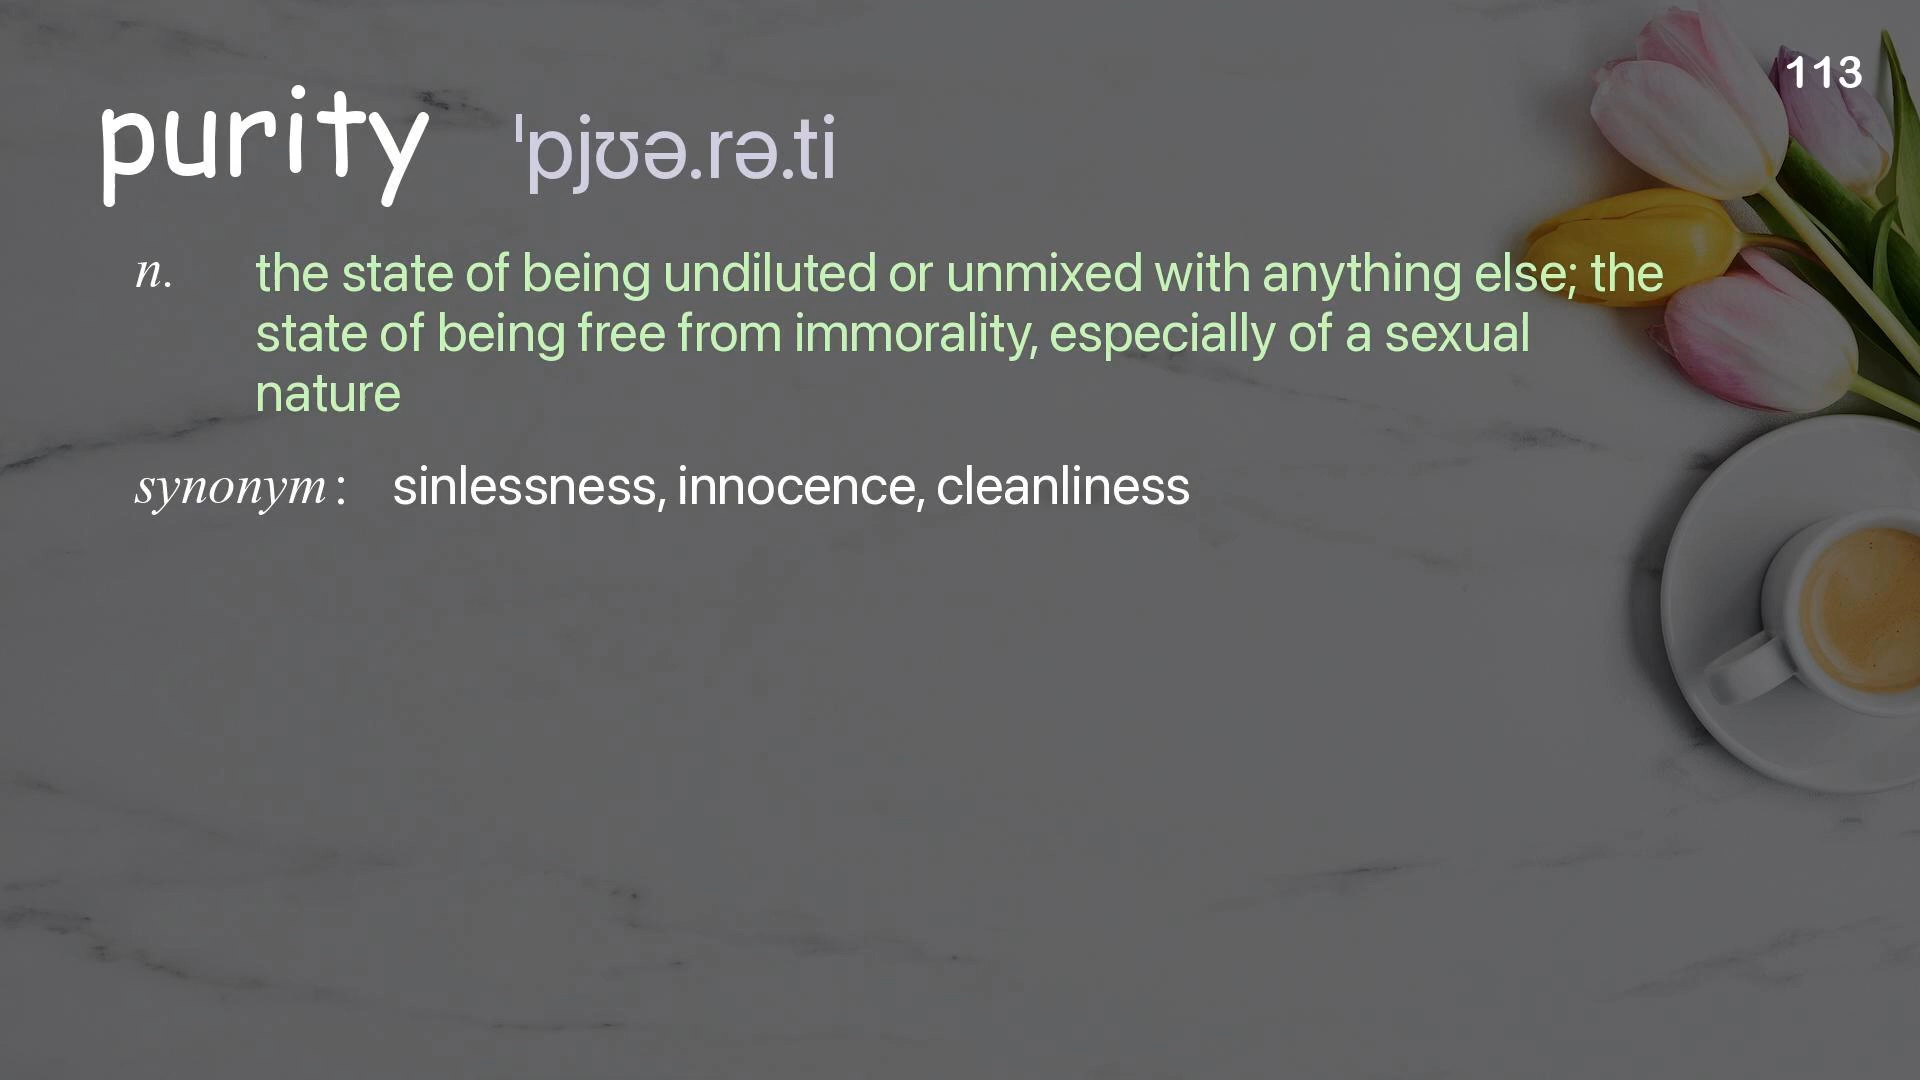 113
purity ˈpjʊə.rə.ti
n. the state of being undiluted or unmixed with anything else; the
state of being free from immorality, especially of a sexual
nature
synonym : sinlessness, innocence, cleanliness